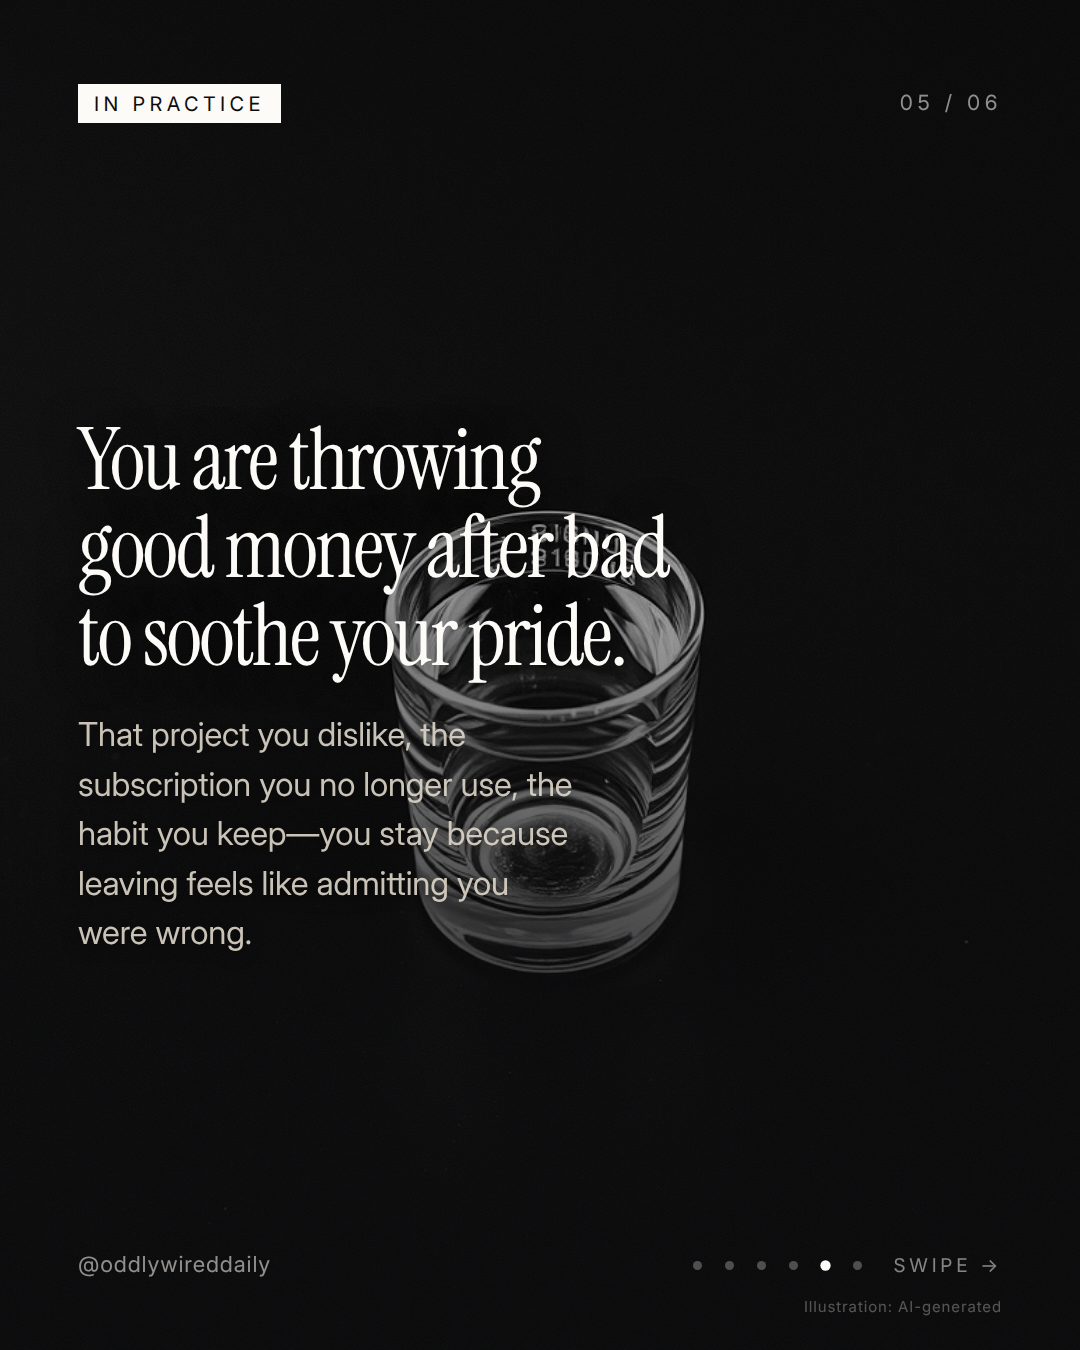 IN PRACTICE
05 / 06
You are throwing
good money after bad
to soothe your pride.
That project you dislike, the
subscription you no longer use, the
habit you keep—you stay because
leaving feels like admitting you
were wrong.
@oddlywireddaily
SWIPE →
Illustration: AI-generated